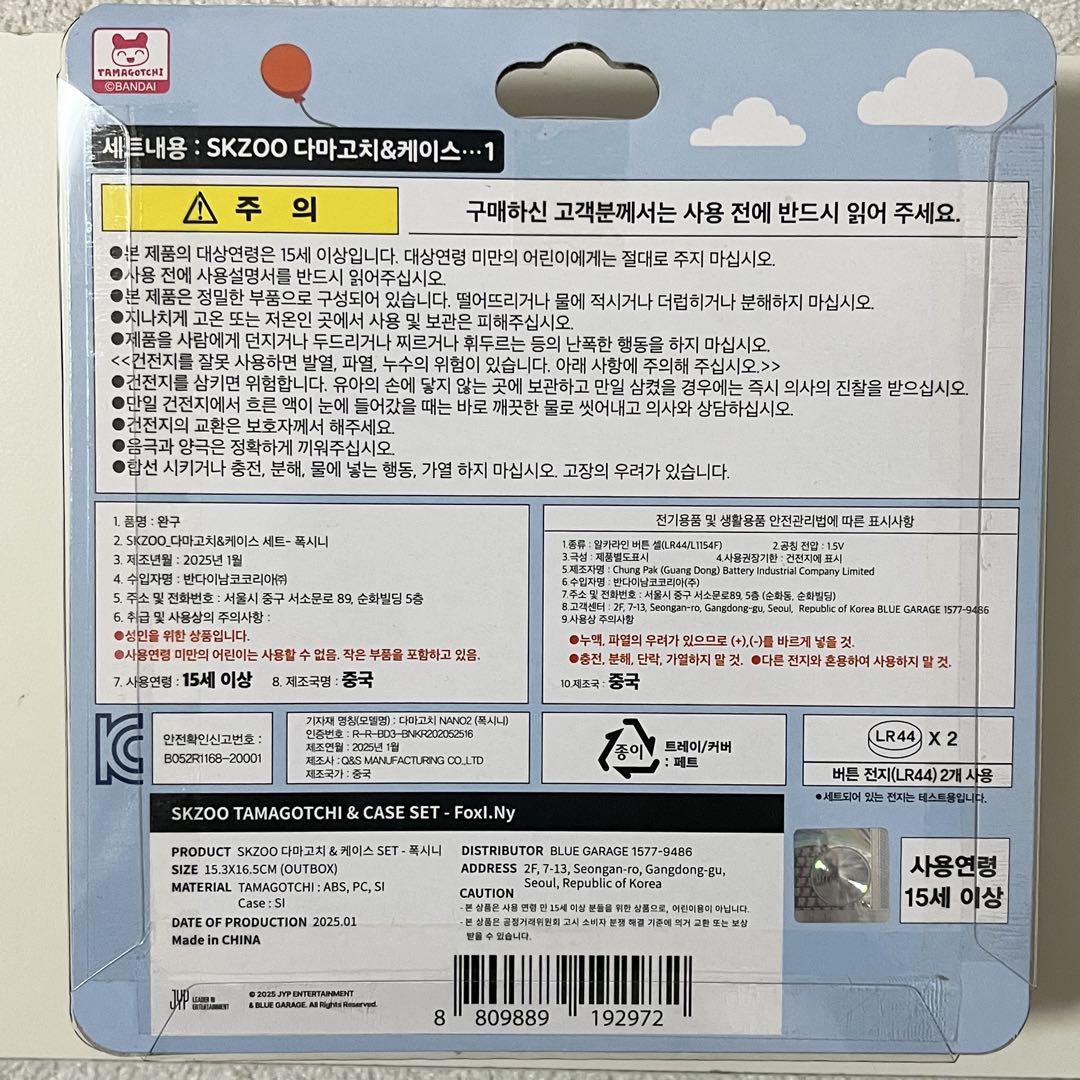 TAMAGOTCHI
©BANDAI
세트내용 : SKZOO 다마고치&케이스…1
⚠ 주 의
구매하신 고객분께서는 사용 전에 반드시 읽어 주세요.
●본 제품의 대상연령은 15세 이상입니다. 대상연령 미만의 어린이에게는 절대로 주지 마십시오.
●사용 전에 사용설명서를 반드시 읽어주십시오.
●본 제품은 정밀한 부품으로 구성되어 있습니다. 떨어뜨리거나 물에 적시거나 더럽히거나 분해하지 마십시오.
●지나치게 고온 또는 저온인 곳에서 사용 및 보관은 피해주십시오.
●제품을 사람에게 던지거나 두드리거나 찌르거나 휘두르는 등의 난폭한 행동을 하지 마십시오.
<<건전지를 잘못 사용하면 발열, 파열, 누수의 위험이 있습니다. 아래 사항에 주의해 주십시오.>>
●건전지를 삼키면 위험합니다. 유아의 손에 닿지 않는 곳에 보관하고 만일 삼켰을 경우에는 즉시 의사의 진찰을 받으십시오.
●만일 건전지에서 흐른 액이 눈에 들어갔을 때는 바로 깨끗한 물로 씻어내고 의사와 상담하십시오.
●건전지의 교환은 보호자께서 해주세요.
●음극과 양극은 정확하게 끼워주십시오.
●합선 시키거나 충전, 분해, 물에 넣는 행동, 가열 하지 마십시오. 고장의 우려가 있습니다.
1. 품명 : 완구
2. SKZOO_다마고치&케이스 세트- 폭시니
3. 제조년월 : 2025년 1월
4. 수입자명 : 반다이남코코리아㈜
5. 주소 및 전화번호 : 서울시 중구 서소문로 89, 순화빌딩 5층
6. 취급 및 사용상의 주의사항 :
●성인을 위한 상품입니다.
●사용연령 미만의 어린이는 사용할 수 없음. 작은 부품을 포함하고 있음.
7. 사용연령 : 15세 이상 8. 제조국명 : 중국
전기용품 및 생활용품 안전관리법에 따른 표시사항
1.종류 : 알카라인 버튼 셀(LR44/L1154F) 2.공칭 전압 : 1.5V
3.극성 : 제품별도표시 4.사용권장기한 : 건전지에 표시
5.제조자명 : Chung Pak (Guang Dong) Battery Industrial Company Limited
6.수입자명 : 반다이남코코리아(주)
7.주소 및 전화번호 : 서울시 중구 서소문로89, 5층 (순화동, 순화빌딩)
8.고객센터 : 2F, 7-13, Seongan-ro, Gangdong-gu, Seoul, Republic of Korea BLUE GARAGE 1577-9486
9.사용상 주의사항
●누액, 파열의 우려가 있으므로 (+),(-)를 바르게 넣을 것.
●충전, 분해, 단락, 가열하지 말 것. ●다른 전지와 혼용하여 사용하지 말 것.
10.제조국 : 중국
안전확인신고번호 :
B052R1168-20001
기자재 명칭(모델명) : 다마고치 NANO2 (폭시니)
인증번호 : R-R-BD3-BNKR202052516
제조연월 : 2025년 1월
제조사 : Q&S MANUFACTURING CO.,LTD
제조국가 : 중국
종이
트레이/커버
: 페트
LR44 X 2
버튼 전지(LR44) 2개 사용
●세트되어 있는 전지는 테스트용입니다.
SKZOO TAMAGOTCHI & CASE SET - FoxI.Ny
PRODUCT SKZOO 다마고치 & 케이스 SET - 폭시니
SIZE 15.3X16.5CM (OUTBOX)
MATERIAL TAMAGOTCHI : ABS, PC, SI
Case : SI
DATE OF PRODUCTION 2025.01
Made in CHINA
DISTRIBUTOR BLUE GARAGE 1577-9486
ADDRESS 2F, 7-13, Seongan-ro, Gangdong-gu,
Seoul, Republic of Korea
CAUTION
- 본 상품은 사용 연령 만 15세 이상 분들을 위한 상품으로, 어린이용이 아닙니다.
- 본 상품은 공정거래위원회 고시 소비자 분쟁 해결 기준에 의거 교환 또는 보상
받을 수 있습니다.
사용연령
15세 이상
JYP LEADER IN
ENTERTAINMENT
© 2025 JYP ENTERTAINMENT
& BLUE GARAGE. All Rights Reserved.
8 809889 192972